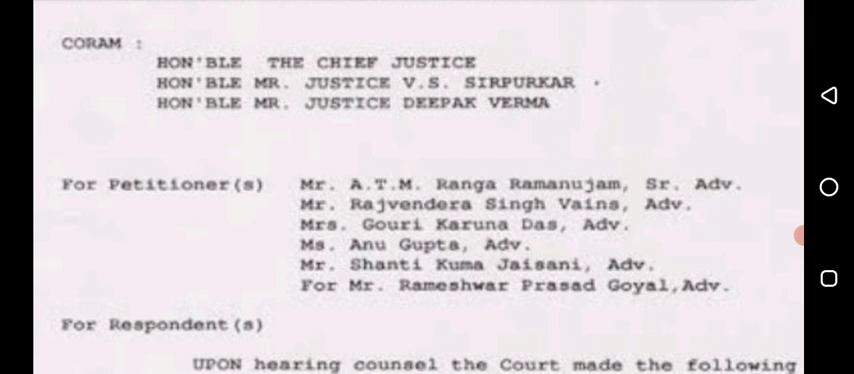 CORAM :
HON'BLE THE CHIEF JUSTICE
HON'BLE MR. JUSTICE V.S. SIRPURKAR
HON'BLE MR. JUSTICE DEEPAK VERMA
For Petitioner(s) Mr. A.T.M. Ranga Ramanujam, Sr. Adv.
Mr. Rajvendera Singh Vains, Adv.
Mrs. Gouri Karuna Das, Adv.
Ms. Anu Gupta, Adv.
Mr. Shanti Kuma Jaisani, Adv.
For Mr. Rameshwar Prasad Goyal,Adv.
For Respondent(s)
UPON hearing counsel the Court made the following